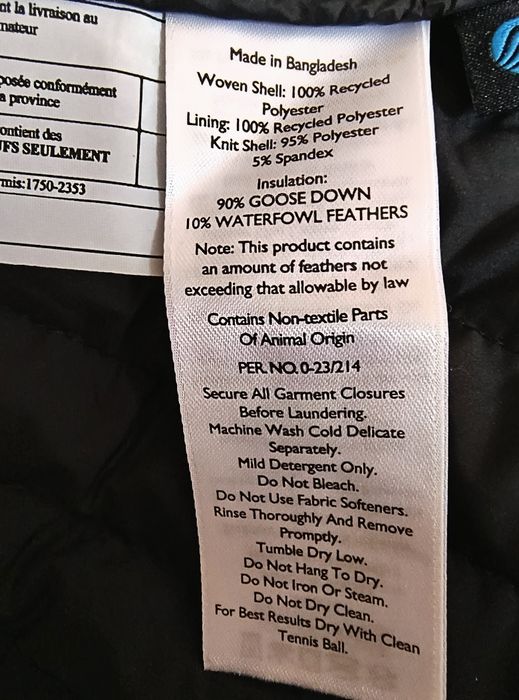 nt la livraison au
nateur
posée conformément
a province
ontient des
UFS SEULEMENT
mis:1750-2353
Made in Bangladesh
Woven Shell: 100% Recycled
Polyester
Lining: 100% Recycled Polyester
Knit Shell: 95% Polyester
5% Spandex
Insulation:
90% GOOSE DOWN
10% WATERFOWL FEATHERS
Note: This product contains
an amount of feathers not
exceeding that allowable by law
Contains Non-textile Parts
Of Animal Origin
PER. NO. 0-23/214
Secure All Garment Closures
Before Laundering.
Machine Wash Cold Delicate
Separately.
Mild Detergent Only.
Do Not Bleach.
Do Not Use Fabric Softeners.
Rinse Thoroughly And Remove
Promptly.
Tumble Dry Low.
Do Not Hang To Dry.
Do Not Iron Or Steam.
Do Not Dry Clean.
For Best Results Dry With Clean
Tennis Ball.